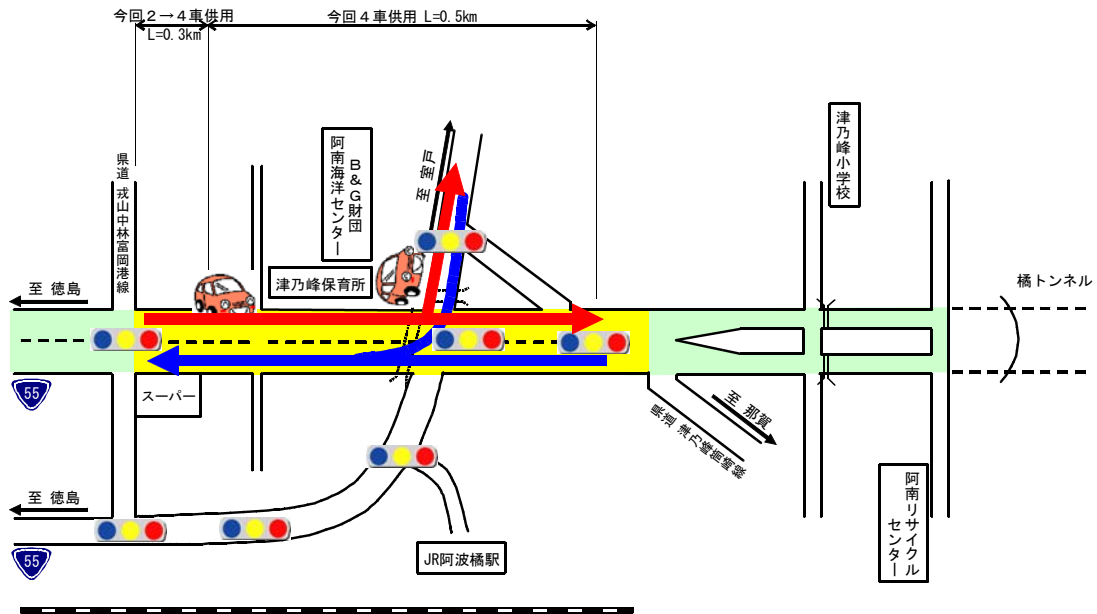 今回2→4車供用
L=0.3km
今回4車供用 L=0.5km
県道 戎山中林富岡港線
B&G財団
阿南海洋センター
津乃峰保育所
至 室戸
津乃峰小学校
橘トンネル
至 徳島
55
スーパー
至 那賀
県道 津乃峰筒崎線
至 徳島
55
JR阿波橘駅
阿南リサイクル
センター